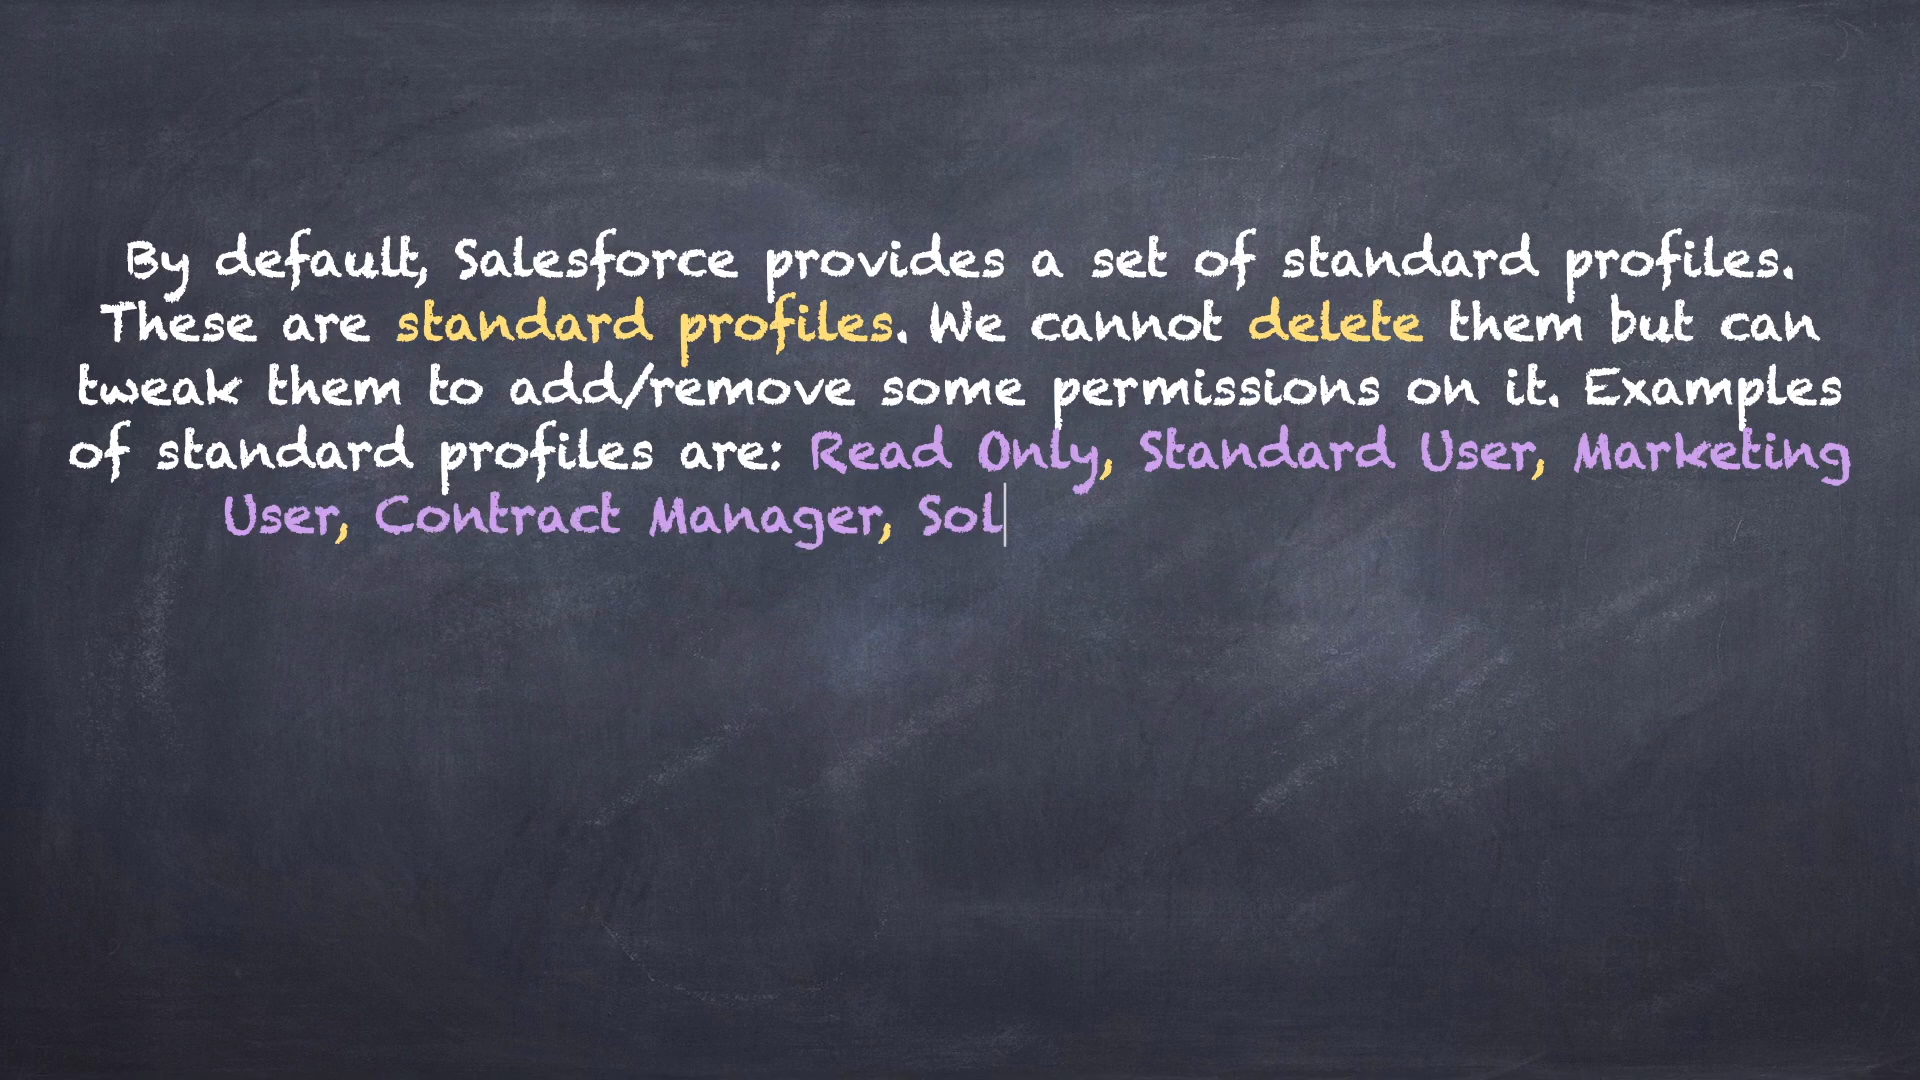 By default, Salesforce provides a set of standard profiles.
These are standard profiles. We cannot delete them but can
tweak them to add/remove some permissions on it. Examples
of standard profiles are: Read Only, Standard User, Marketing
User, Contract Manager, Sol